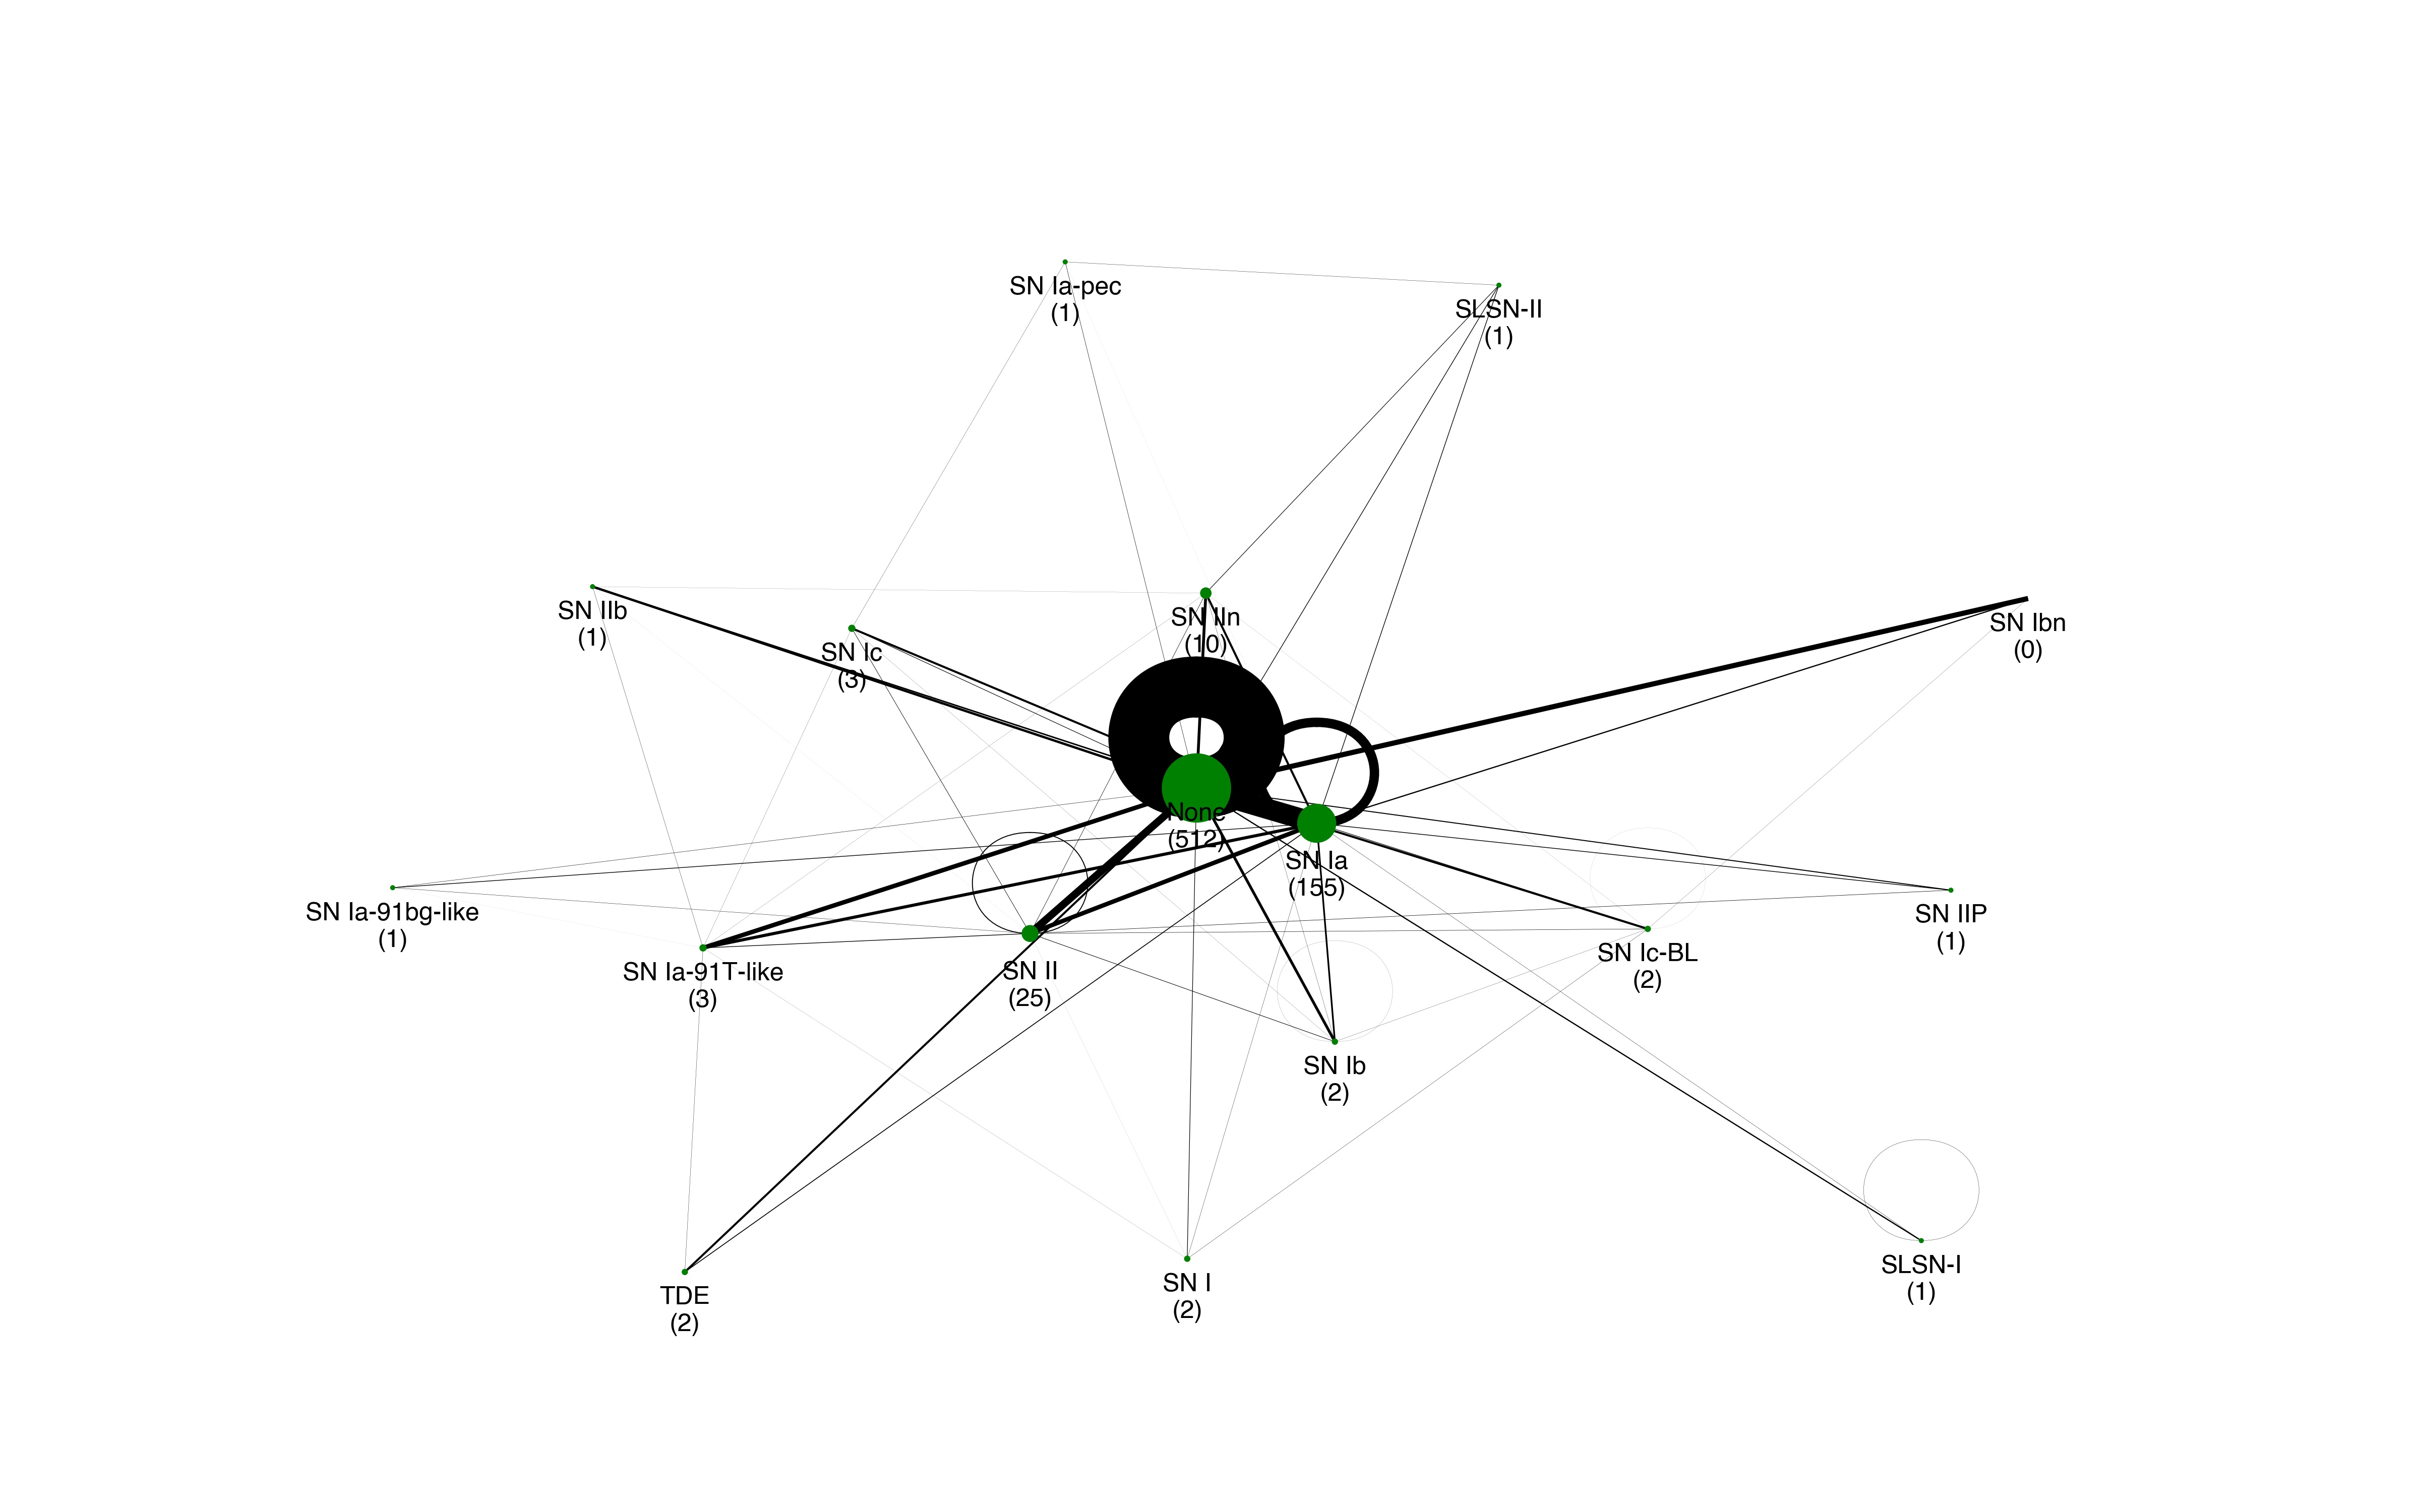 SN Ia-pec
(1)
SLSN-II
(1)
SN IIb
(1)
SN IIn
(10)
SN Ibn
(0)
SN Ic
(3)
None
(512)
SN Ia
(155)
SN Ia-91bg-like
(1)
SN IIP
(1)
SN Ic-BL
(2)
SN Ia-91T-like
(3)
SN II
(25)
SN Ib
(2)
SLSN-I
(1)
SN I
(2)
TDE
(2)